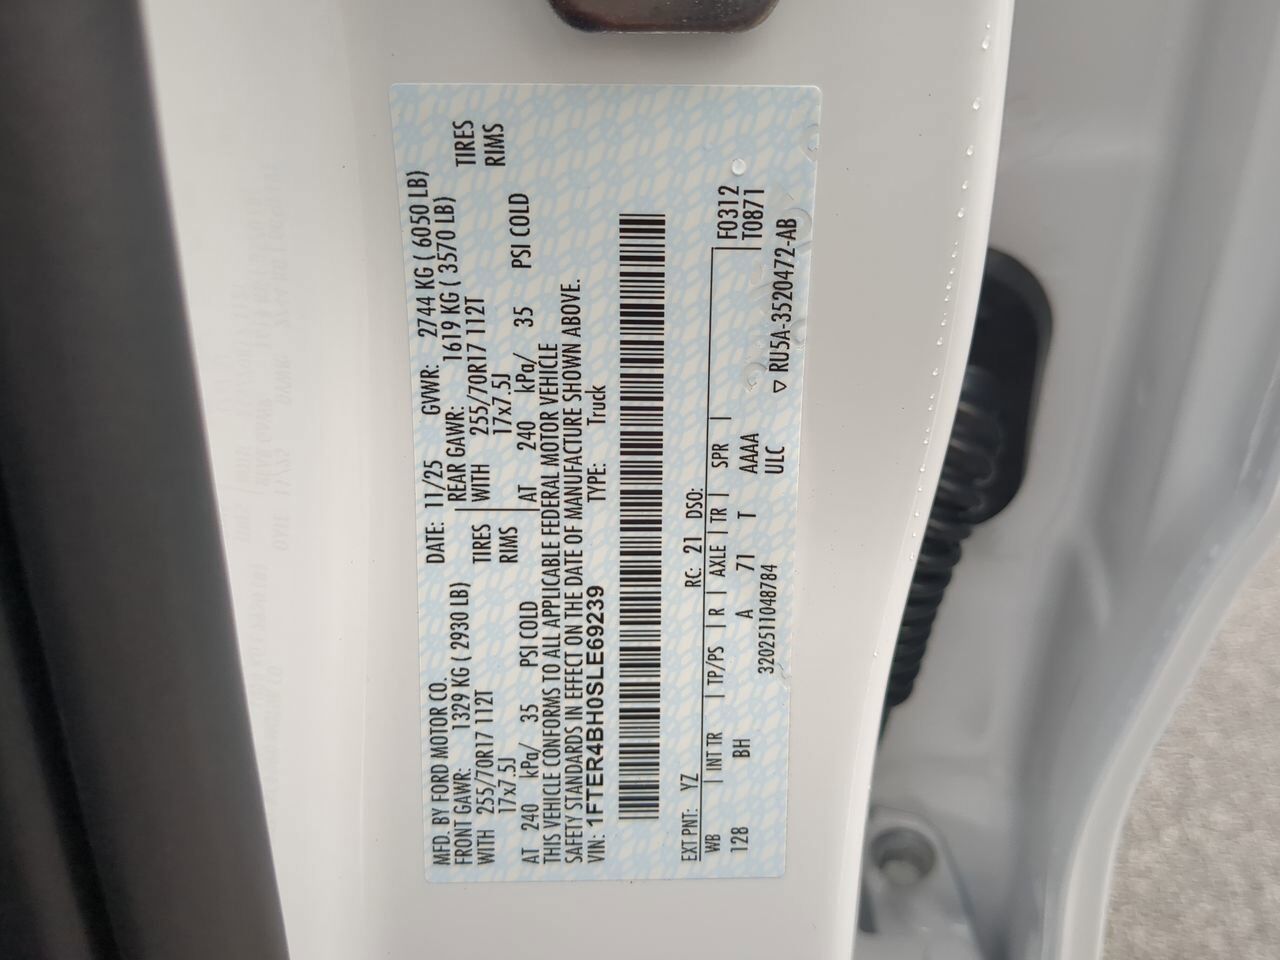 MFD. BY FORD MOTOR CO. DATE: 11/25 GVWR: 2744 KG ( 6050 LB)
FRONT GAWR: 1329 KG ( 2930 LB) REAR GAWR: 1619 KG ( 3570 LB)
WITH 255/70R17 112T TIRES WITH 255/70R17 112T TIRES
17x7.5J RIMS 17x7.5J RIMS
AT 240 kPa/ 35 PSI COLD AT 240 kPa/ 35 PSI COLD
THIS VEHICLE CONFORMS TO ALL APPLICABLE FEDERAL MOTOR VEHICLE
SAFETY STANDARDS IN EFFECT ON THE DATE OF MANUFACTURE SHOWN ABOVE.
VIN: 1FTER4BH0SLE69239 TYPE: Truck
EXT PNT: YZ RC: 21 DSO:
WB | INT TR | TP/PS | R | AXLE | TR | SPR | F0312
128 BH A 71 T AAAA T0871
3202511048784 ULC ▽ RU5A-3520472-AB